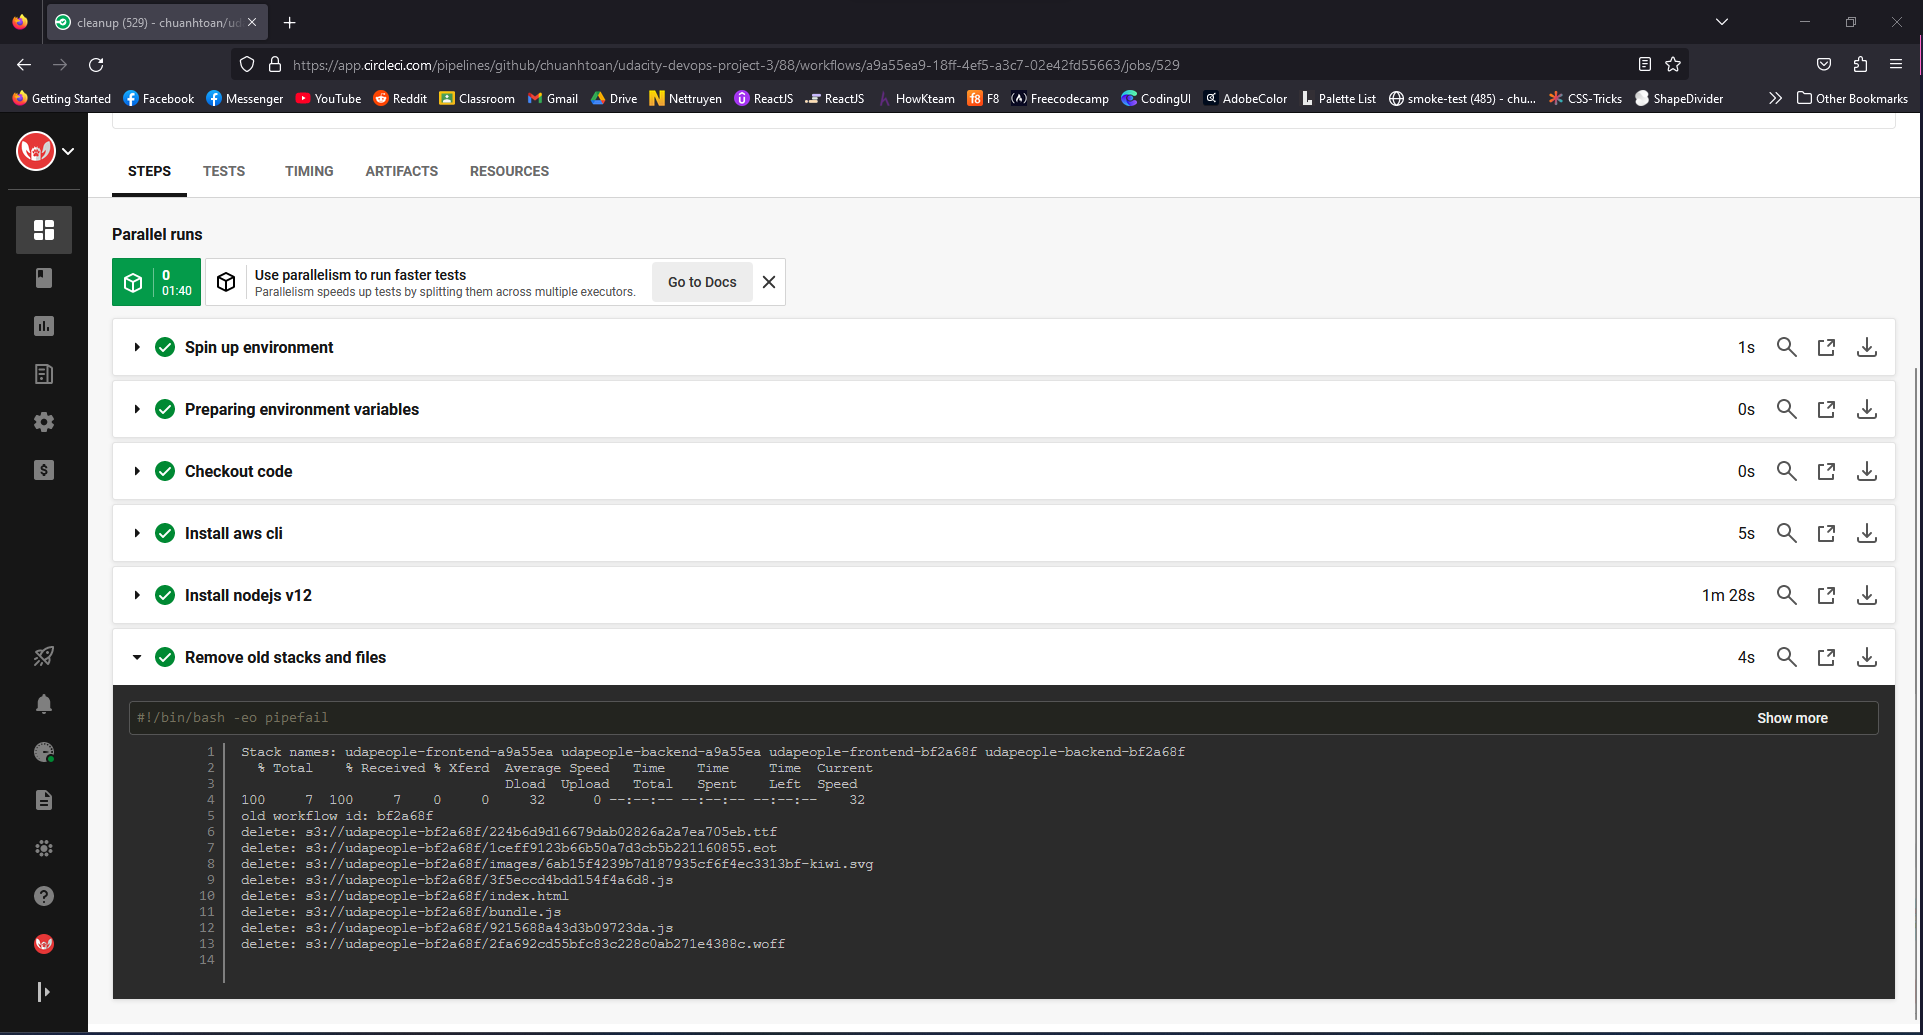 cleanup (529) - chuanhtoan/ud
https://app.circleci.com/pipelines/github/chuanhtoan/udacity-devops-project-3/88/workflows/a9a55ea9-18ff-4ef5-a3c7-02e42fd55663/jobs/529
Getting Started Facebook Messenger YouTube Reddit Classroom Gmail Drive Nettruyen ReactJS ReactJS HowKteam F8 Freecodecamp CodingUI AdobeColor Palette List smoke-test (485) - chu... CSS-Tricks ShapeDivider Other Bookmarks
STEPS TESTS TIMING ARTIFACTS RESOURCES
Parallel runs
0
01:40
Use parallelism to run faster tests
Parallelism speeds up tests by splitting them across multiple executors.
Go to Docs
Spin up environment 1s
Preparing environment variables 0s
Checkout code 0s
Install aws cli 5s
Install nodejs v12 1m 28s
Remove old stacks and files 4s
#!/bin/bash -eo pipefail Show more
1 Stack names: udapeople-frontend-a9a55ea udapeople-backend-a9a55ea udapeople-frontend-bf2a68f udapeople-backend-bf2a68f
2 % Total % Received % Xferd Average Speed Time Time Time Current
3 Dload Upload Total Spent Left Speed
4 100 7 100 7 0 0 32 0 --:--:-- --:--:-- --:--:-- 32
5 old workflow id: bf2a68f
6 delete: s3://udapeople-bf2a68f/224b6d9d16679dab02826a2a7ea705eb.ttf
7 delete: s3://udapeople-bf2a68f/1ceff9123b66b50a7d3cb5b221160855.eot
8 delete: s3://udapeople-bf2a68f/images/6ab15f4239b7d187935cf6f4ec3313bf-kiwi.svg
9 delete: s3://udapeople-bf2a68f/3f5eccd4bdd154f4a6d8.js
10 delete: s3://udapeople-bf2a68f/index.html
11 delete: s3://udapeople-bf2a68f/bundle.js
12 delete: s3://udapeople-bf2a68f/9215688a43d3b09723da.js
13 delete: s3://udapeople-bf2a68f/2fa692cd55bfc83c228c0ab271e4388c.woff
14